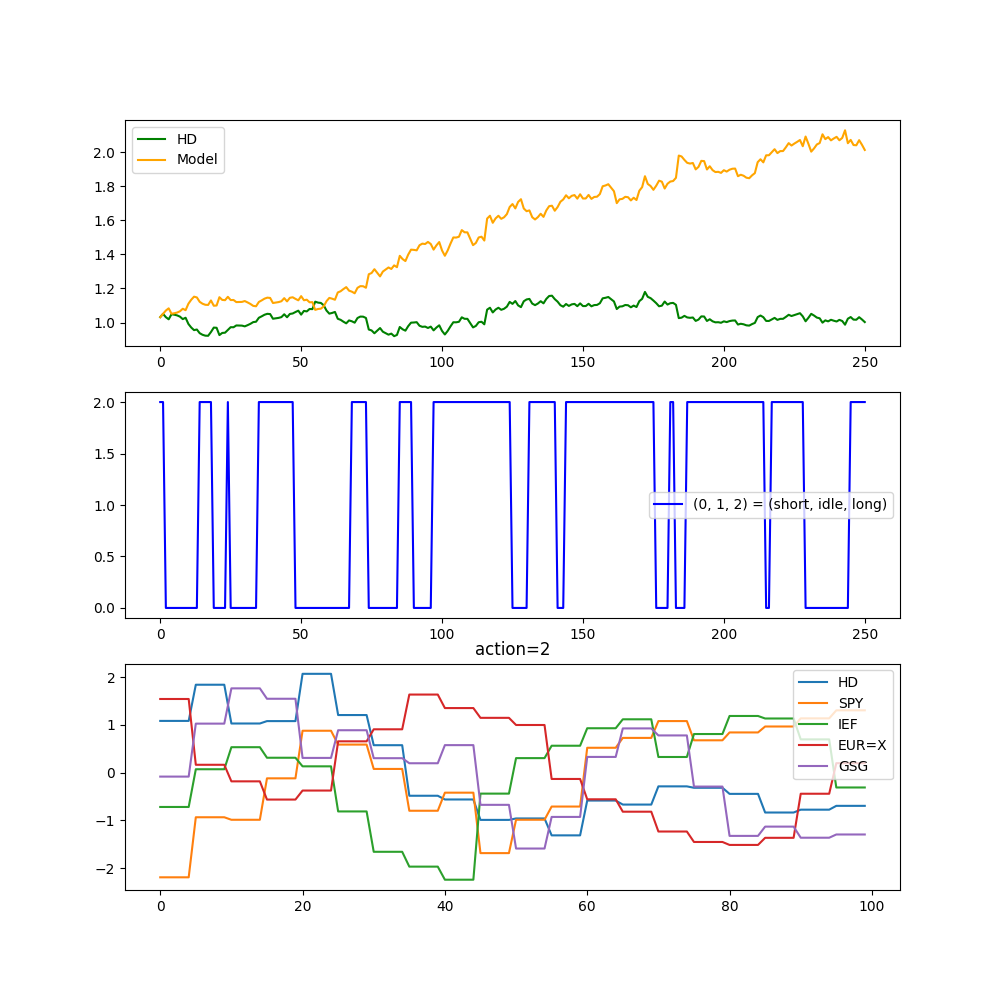 HD
Model
2.0
1.8
1.6
1.4
1.2
1.0
0 50 100 150 200 250
2.0
1.5
1.0
0.5
0.0
(0, 1, 2) = (short, idle, long)
0 50 100 150 200 250
action=2
2
1
0
−1
−2
HD
SPY
IEF
EUR=X
GSG
0 20 40 60 80 100